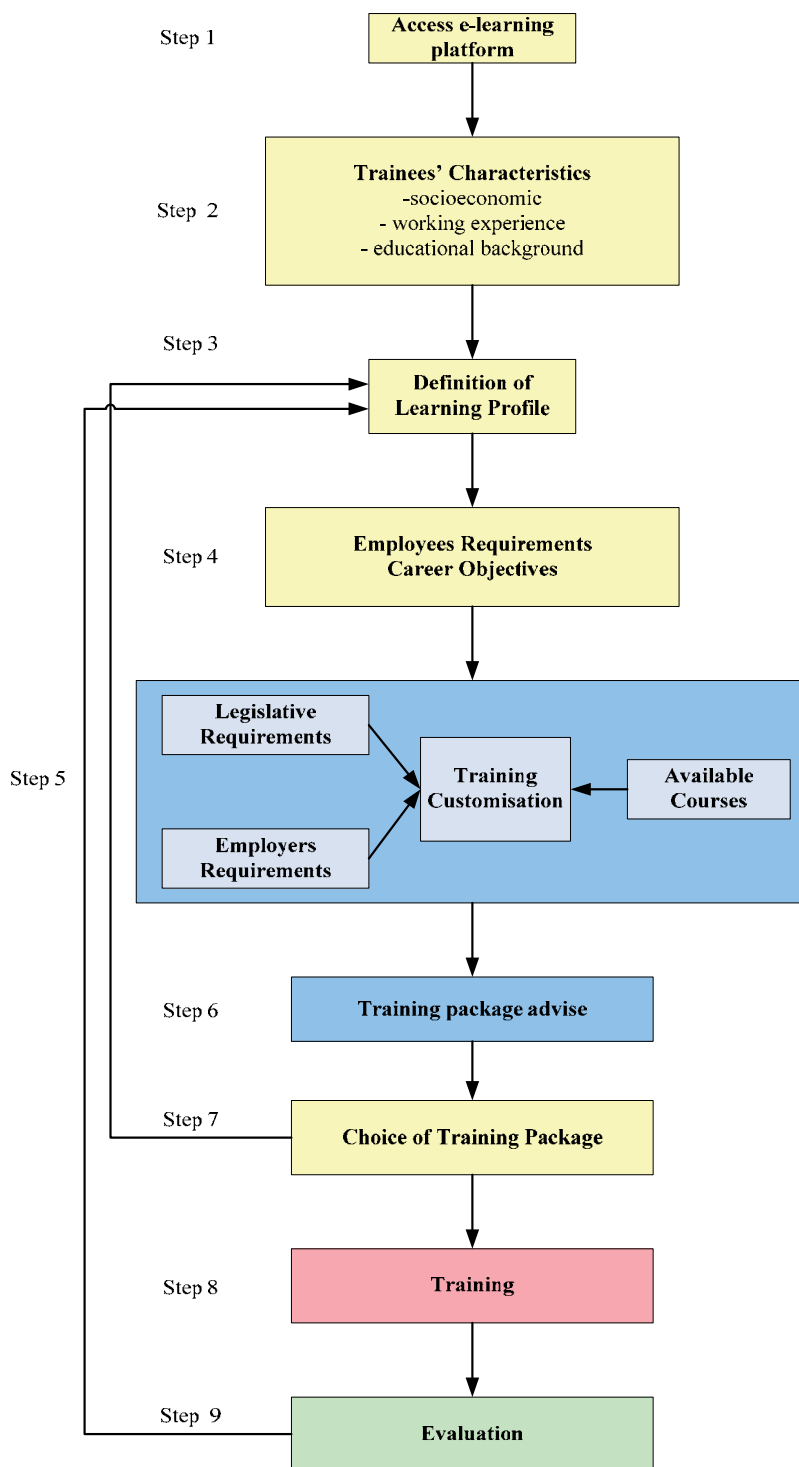 Step 1
Access e-learning
platform
Step 2
Trainees' Characteristics
-socioeconomic
- working experience
- educational background
Step 3
Definition of
Learning Profile
Step 4
Employees Requirements
Career Objectives
Step 5
Legislative
Requirements
Training
Customisation
Available
Courses
Employers
Requirements
Step 6
Training package advise
Step 7
Choice of Training Package
Step 8
Training
Step 9
Evaluation